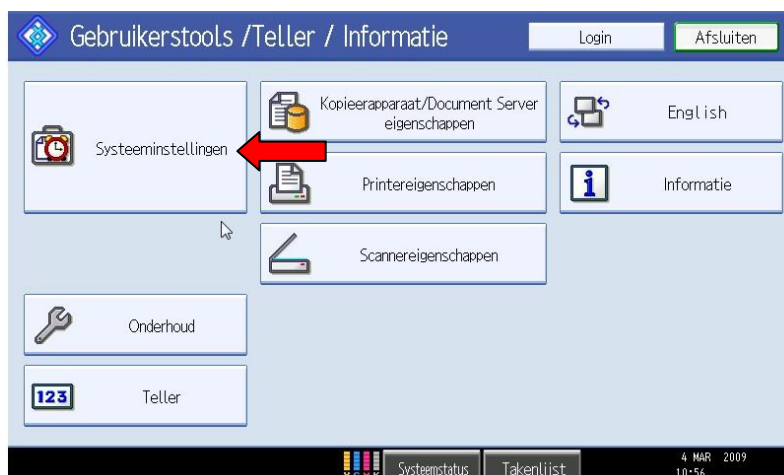 Gebruikerstools /Teller / Informatie
Login
Afsluiten
Systeeminstellingen
Kopieerapparaat/Document Server
eigenschappen
English
Printereigenschappen
Informatie
Scannereigenschappen
Onderhoud
123
Teller
Systeemstatus
Takenlijst
4 MAR 2009
10:56